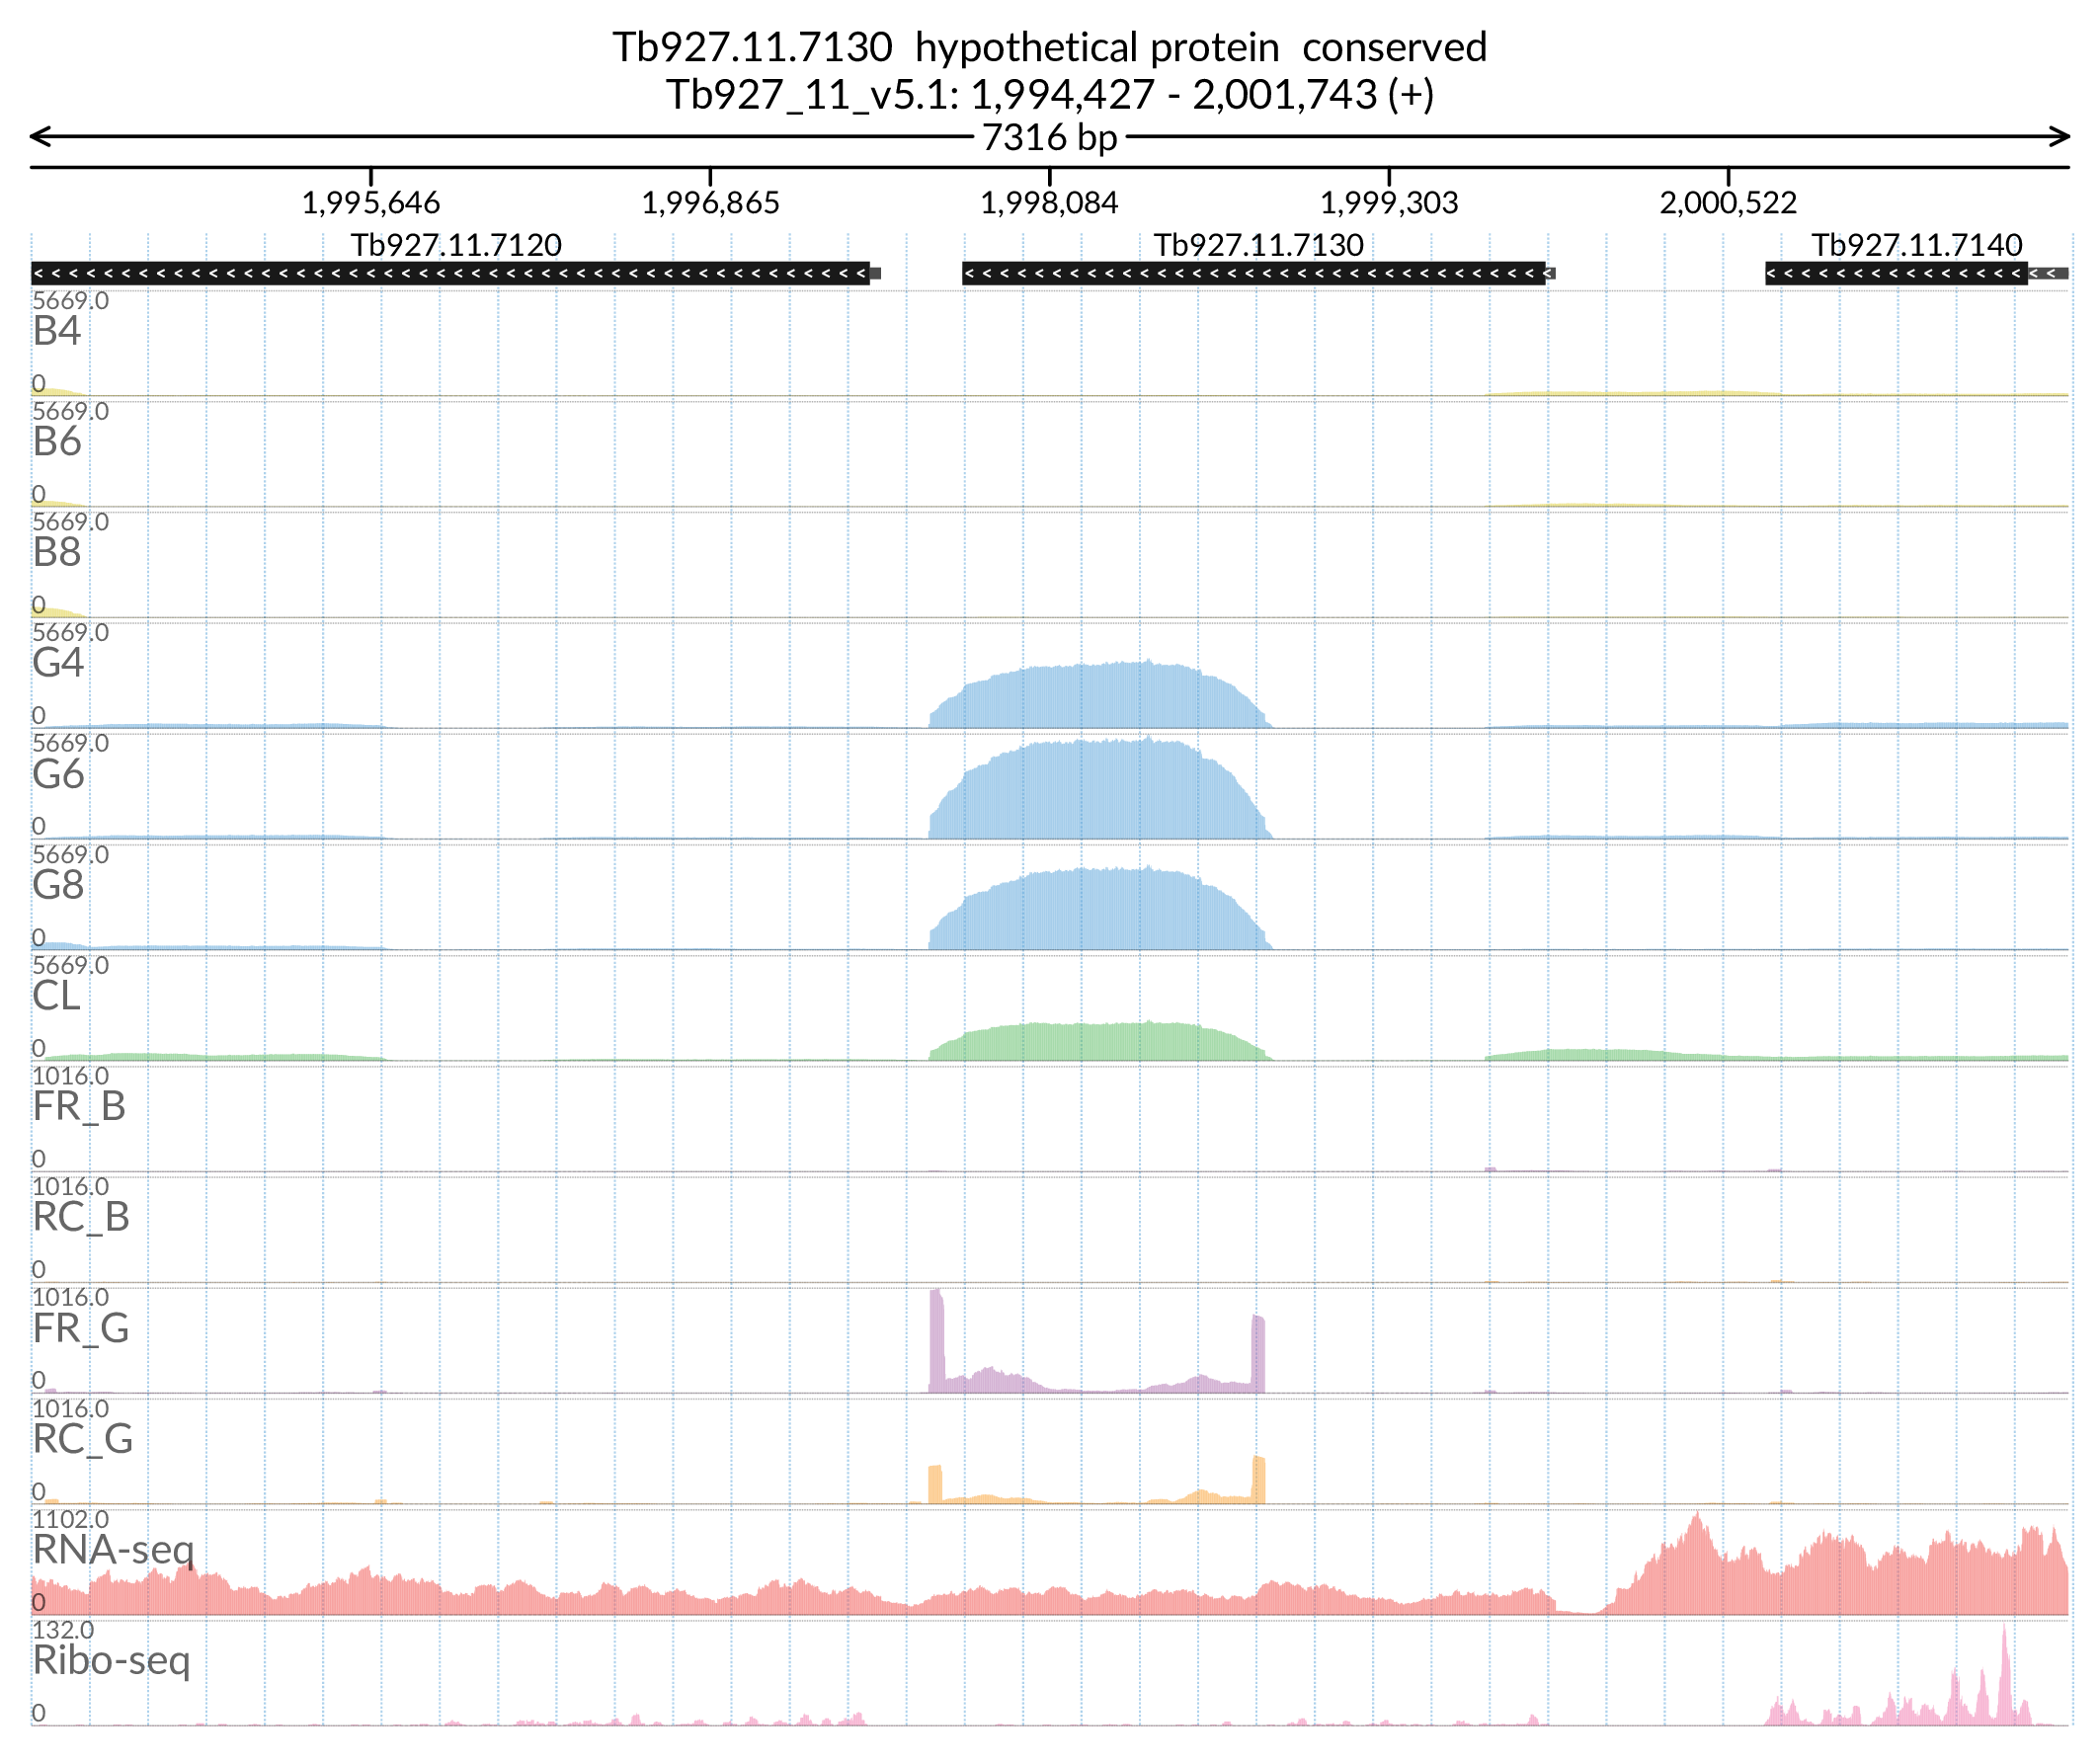 Tb927.11.7130 hypothetical protein conserved
Tb927_11_v5.1: 1,994,427 - 2,001,743 (+)
7316 bp
1,995,646 1,996,865 1,998,084 1,999,303 2,000,522
Tb927.11.7120 Tb927.11.7130 Tb927.11.7140
5669.0
B4
0
5669.0
B6
0
5669.0
B8
0
5669.0
G4
0
5669.0
G6
0
5669.0
G8
0
5669.0
CL
0
1016.0
FR_B
0
1016.0
RC_B
0
1016.0
FR_G
0
1016.0
RC_G
0
1102.0
RNA-seq
0
132.0
Ribo-seq
0